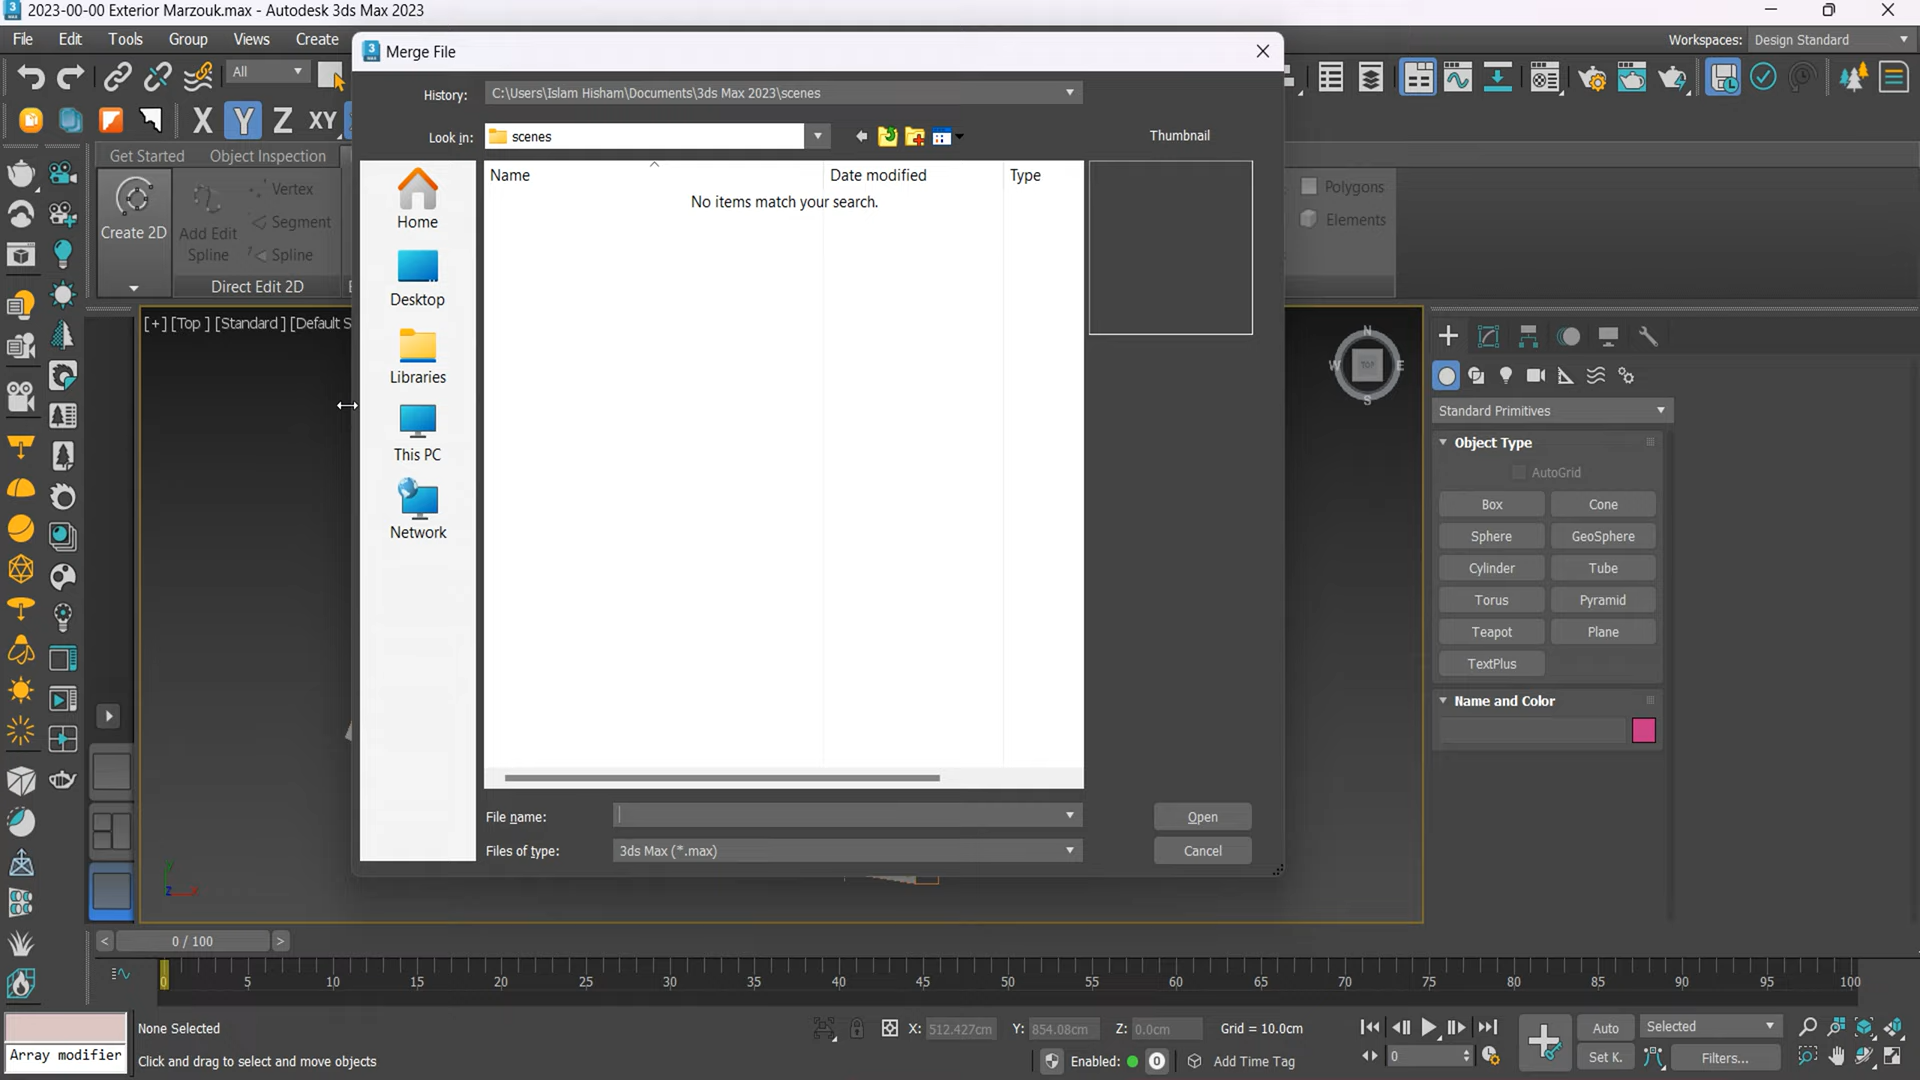 2023-00-00 Exterior Marzouk.max - Autodesk 3ds Max 2023
File Edit Tools Group Views Create
Workspaces: Design Standard
Merge File
All
History: C:\Users\Islam Hisham\Documents\3ds Max 2023\scenes
X Y Z XY
Look in: scenes
Thumbnail
Get Started Object Inspection
Name Date modified Type
No items match your search.
Vertex
Segment
Spline
Create 2D
Add Edit
Spline
Direct Edit 2D
Polygons
Elements
Home
Desktop
Libraries
This PC
Network
[+] [Top ] [Standard ] [Default S
N
W TOP E
S
Standard Primitives
Object Type
AutoGrid
Box Cone
Sphere GeoSphere
Cylinder Tube
Torus Pyramid
Teapot Plane
TextPlus
Name and Color
File name:
Open
Files of type: 3ds Max (*.max)
Cancel
Y
Z X
< 0 / 100 >
0 5 10 15 20 25 30 35 40 45 50 55 60 65 70 75 80 85 90 95 100
None Selected
X: 512.427cm Y: 854.08cm Z: 0.0cm Grid = 10.0cm
Auto Selected
Array modifier
Click and drag to select and move objects
Enabled: 0 Add Time Tag
0
Set K. Filters...